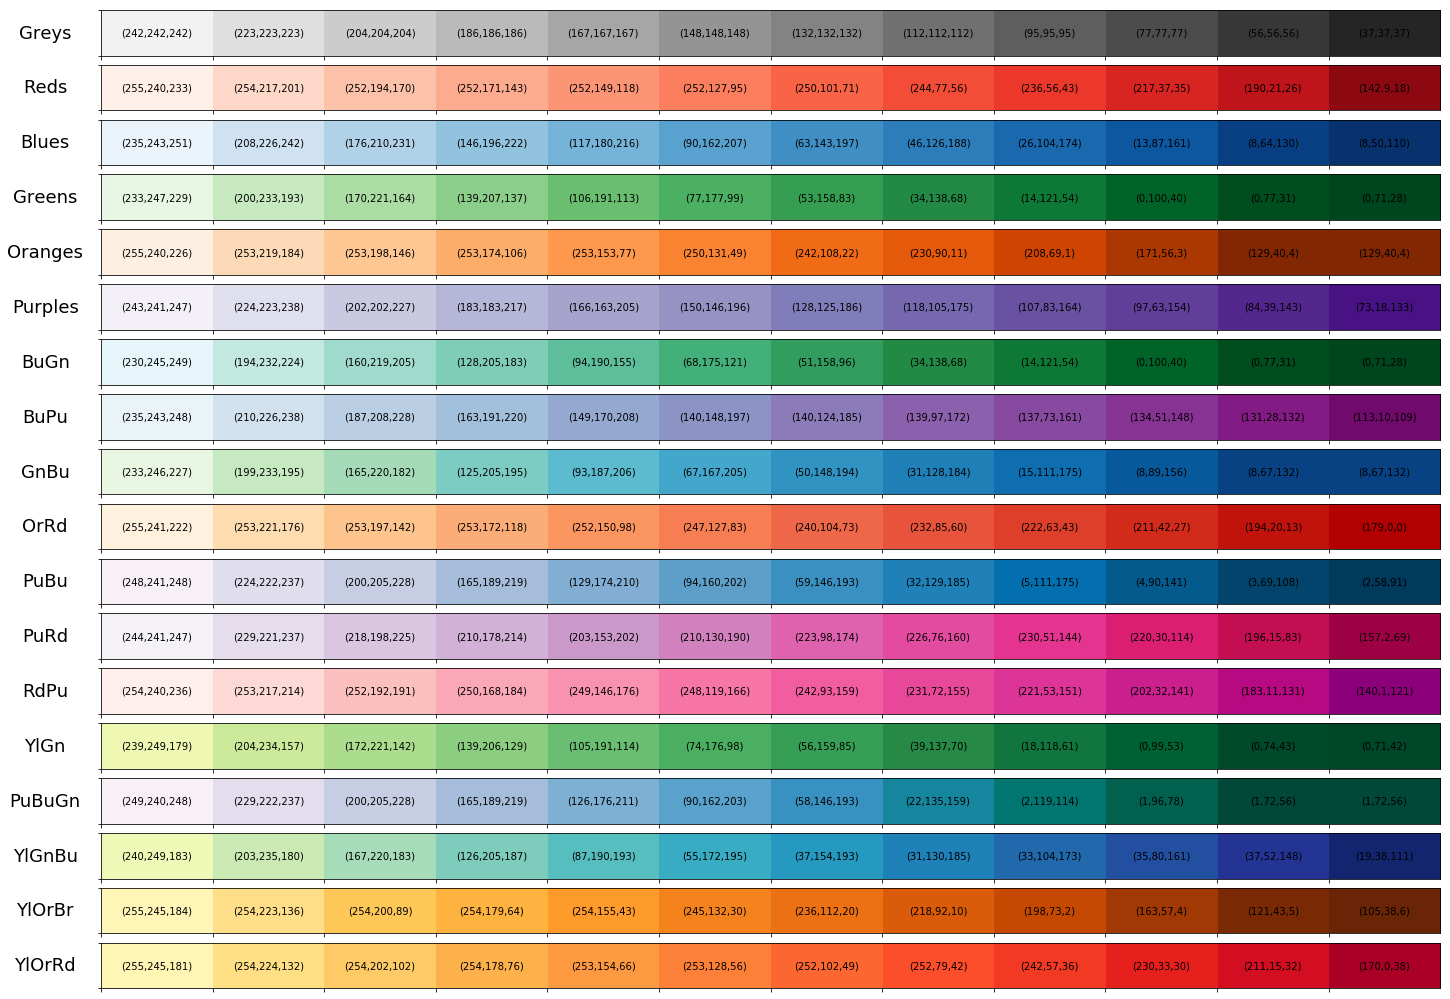 Greys (242,242,242) (223,223,223) (204,204,204) (186,186,186) (167,167,167) (148,148,148) (132,132,132) (112,112,112) (95,95,95) (77,77,77) (56,56,56) (37,37,37)
Reds (255,240,233) (254,217,201) (252,194,170) (252,171,143) (252,149,118) (252,127,95) (250,101,71) (244,77,56) (236,56,43) (217,37,35) (190,21,26) (142,9,18)
Blues (235,243,251) (208,226,242) (176,210,231) (146,196,222) (117,180,216) (90,162,207) (63,143,197) (46,126,188) (26,104,174) (13,87,161) (8,64,130) (8,50,110)
Greens (233,247,229) (200,233,193) (170,221,164) (139,207,137) (106,191,113) (77,177,99) (53,158,83) (34,138,68) (14,121,54) (0,100,40) (0,77,31) (0,71,28)
Oranges (255,240,226) (253,219,184) (253,198,146) (253,174,106) (253,153,77) (250,131,49) (242,108,22) (230,90,11) (208,69,1) (171,56,3) (129,40,4) (129,40,4)
Purples (243,241,247) (224,223,238) (202,202,227) (183,183,217) (166,163,205) (150,146,196) (128,125,186) (118,105,175) (107,83,164) (97,63,154) (84,39,143) (73,18,133)
BuGn (230,245,249) (194,232,224) (160,219,205) (128,205,183) (94,190,155) (68,175,121) (51,158,96) (34,138,68) (14,121,54) (0,100,40) (0,77,31) (0,71,28)
BuPu (235,243,248) (210,226,238) (187,208,228) (163,191,220) (149,170,208) (140,148,197) (140,124,185) (139,97,172) (137,73,161) (134,51,148) (131,28,132) (113,10,109)
GnBu (233,246,227) (199,233,195) (165,220,182) (125,205,195) (93,187,206) (67,167,205) (50,148,194) (31,128,184) (15,111,175) (8,89,156) (8,67,132) (8,67,132)
OrRd (255,241,222) (253,221,176) (253,197,142) (253,172,118) (252,150,98) (247,127,83) (240,104,73) (232,85,60) (222,63,43) (211,42,27) (194,20,13) (179,0,0)
PuBu (248,241,248) (224,222,237) (200,205,228) (165,189,219) (129,174,210) (94,160,202) (59,146,193) (32,129,185) (5,111,175) (4,90,141) (3,69,108) (2,58,91)
PuRd (244,241,247) (229,221,237) (218,198,225) (210,178,214) (203,153,202) (210,130,190) (223,98,174) (226,76,160) (230,51,144) (220,30,114) (196,15,83) (157,2,69)
RdPu (254,240,236) (253,217,214) (252,192,191) (250,168,184) (249,146,176) (248,119,166) (242,93,159) (231,72,155) (221,53,151) (202,32,141) (183,11,131) (140,1,121)
YlGn (239,249,179) (204,234,157) (172,221,142) (139,206,129) (105,191,114) (74,176,98) (56,159,85) (39,137,70) (18,118,61) (0,99,53) (0,74,43) (0,71,42)
PuBuGn (249,240,248) (229,222,237) (200,205,228) (165,189,219) (126,176,211) (90,162,203) (58,146,193) (22,135,159) (2,119,114) (1,96,78) (1,72,56) (1,72,56)
YlGnBu (240,249,183) (203,235,180) (167,220,183) (126,205,187) (87,190,193) (55,172,195) (37,154,193) (31,130,185) (33,104,173) (35,80,161) (37,52,148) (19,38,111)
YlOrBr (255,245,184) (254,223,136) (254,200,89) (254,179,64) (254,155,43) (245,132,30) (236,112,20) (218,92,10) (198,73,2) (163,57,4) (121,43,5) (105,38,6)
YlOrRd (255,245,181) (254,224,132) (254,202,102) (254,178,76) (253,154,66) (253,128,56) (252,102,49) (252,79,42) (242,57,36) (230,33,30) (211,15,32) (170,0,38)